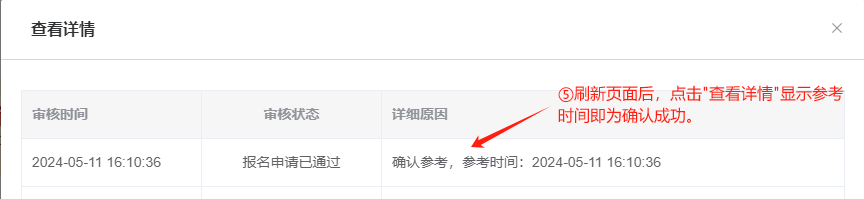 查看详情
⑤刷新页面后，点击"查看详情"显示参考
时间即为确认成功。
审核时间 审核状态 详细原因
2024-05-11 16:10:36 报名申请已通过 确认参考，参考时间：2024-05-11 16:10:36